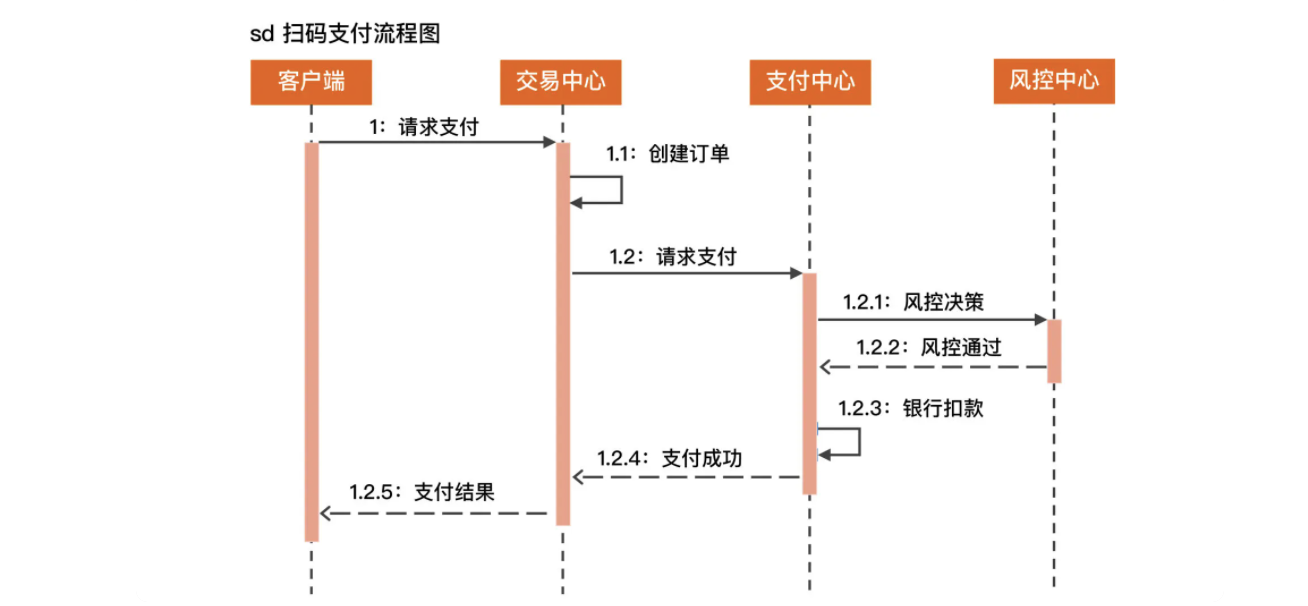 sd 扫码支付流程图
客户端
交易中心
支付中心
风控中心
1：请求支付
1.1：创建订单
1.2：请求支付
1.2.1：风控决策
1.2.2：风控通过
1.2.3：银行扣款
1.2.4：支付成功
1.2.5：支付结果